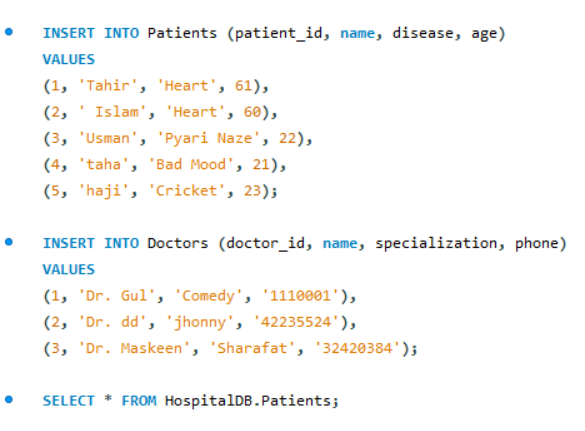 INSERT INTO Patients (patient_id, name, disease, age)
VALUES
(1, 'Tahir', 'Heart', 61),
(2, ' Islam', 'Heart', 60),
(3, 'Usman', 'Pyari Naze', 22),
(4, 'taha', 'Bad Mood', 21),
(5, 'haji', 'Cricket', 23);
INSERT INTO Doctors (doctor_id, name, specialization, phone)
VALUES
(1, 'Dr. Gul', 'Comedy', '1110001'),
(2, 'Dr. dd', 'jhonny', '42235524'),
(3, 'Dr. Maskeen', 'Sharafat', '32420384');
SELECT * FROM HospitalDB.Patients;